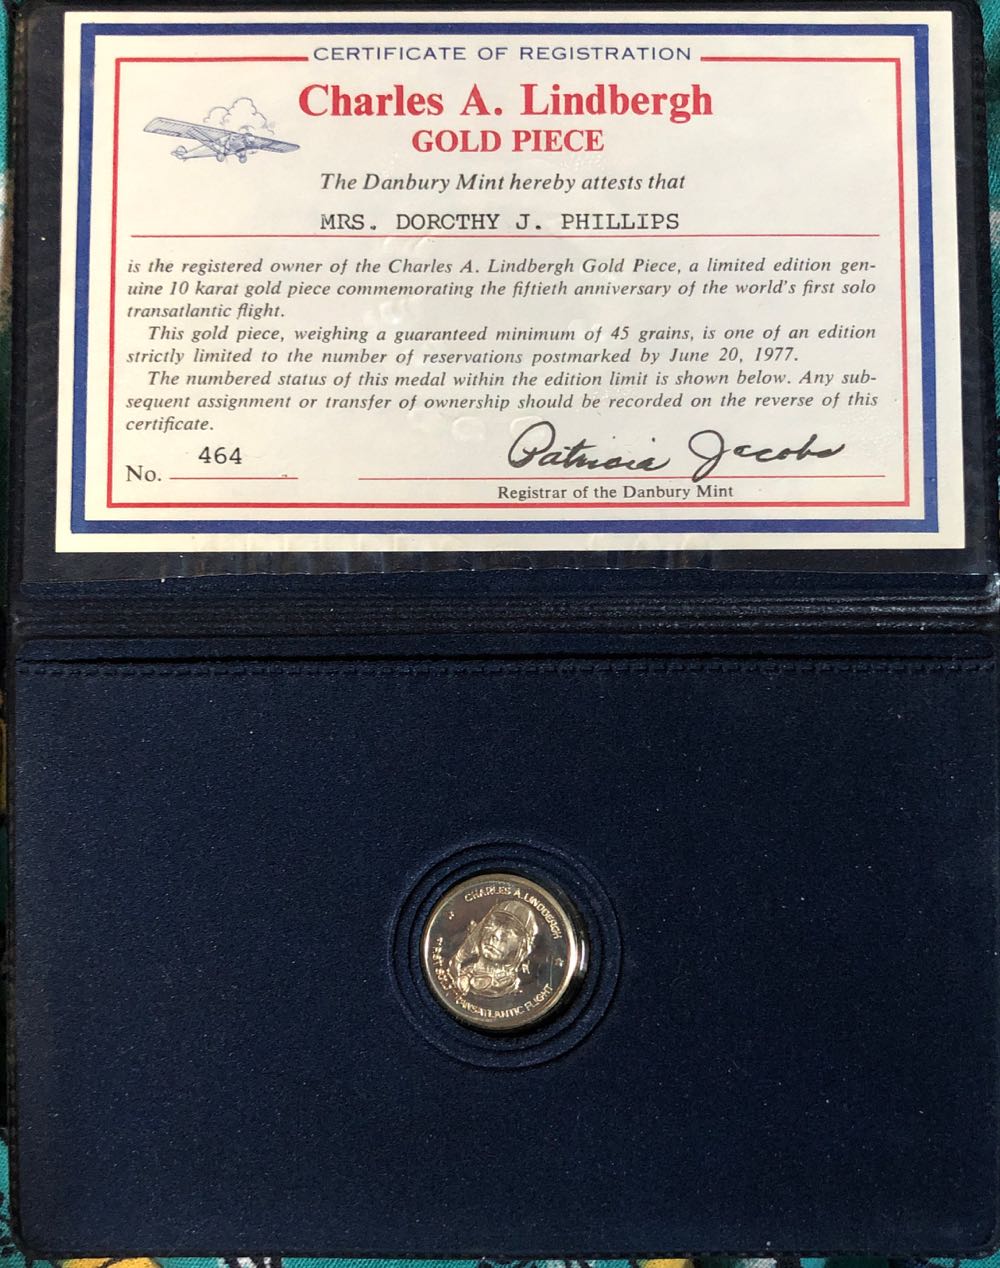 CERTIFICATE OF REGISTRATION
Charles A. Lindbergh
GOLD PIECE
The Danbury Mint hereby attests that
MRS. DOROTHY J. PHILLIPS
is the registered owner of the Charles A. Lindbergh Gold Piece, a limited edition gen-
uine 10 karat gold piece commemorating the fiftieth anniversary of the world's first solo
transatlantic flight.
This gold piece, weighing a guaranteed minimum of 45 grains, is one of an edition
strictly limited to the number of reservations postmarked by June 20, 1977.
The numbered status of this medal within the edition limit is shown below. Any sub-
sequent assignment or transfer of ownership should be recorded on the reverse of this
certificate.
No. 464
Patricia Jacobs
Registrar of the Danbury Mint
CHARLES A. LINDBERGH
FIRST SOLO TRANSATLANTIC FLIGHT